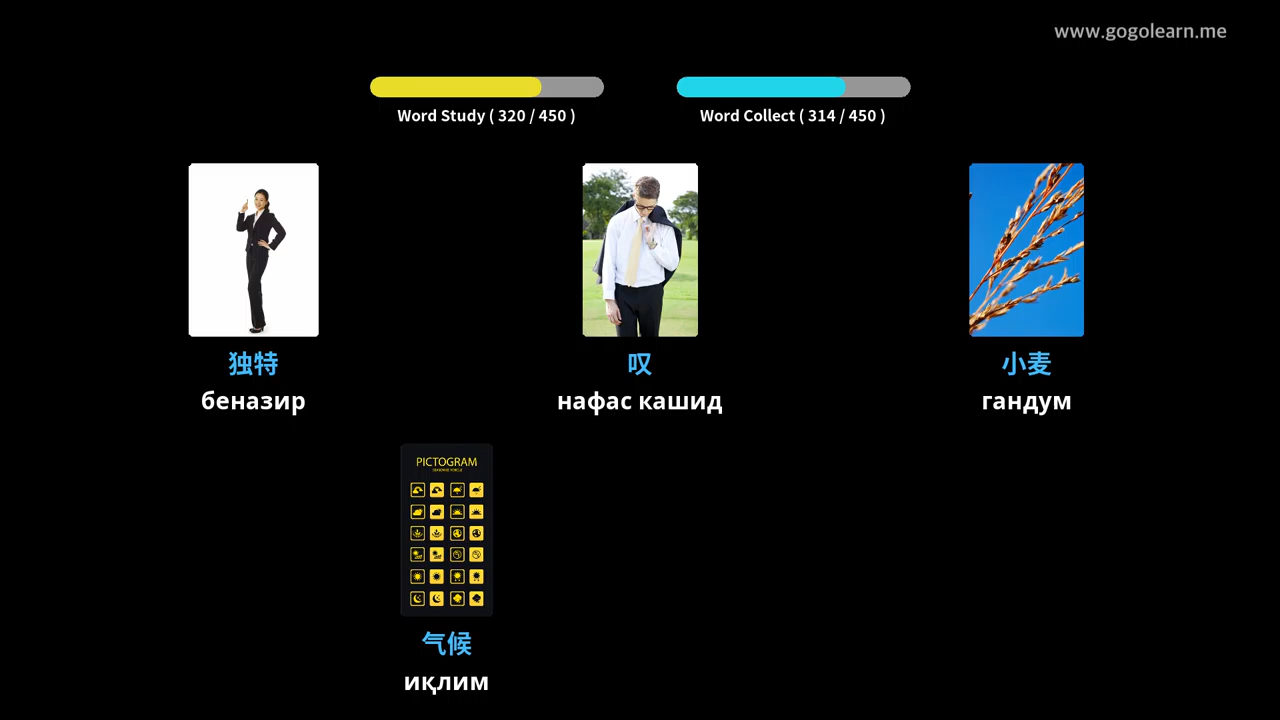 www.gogolearn.me
Word Study ( 320 / 450 )
Word Collect ( 314 / 450 )
独特
беназир
叹
нафас кашид
小麦
гандум
PICTOGRAM
气候
иқлим